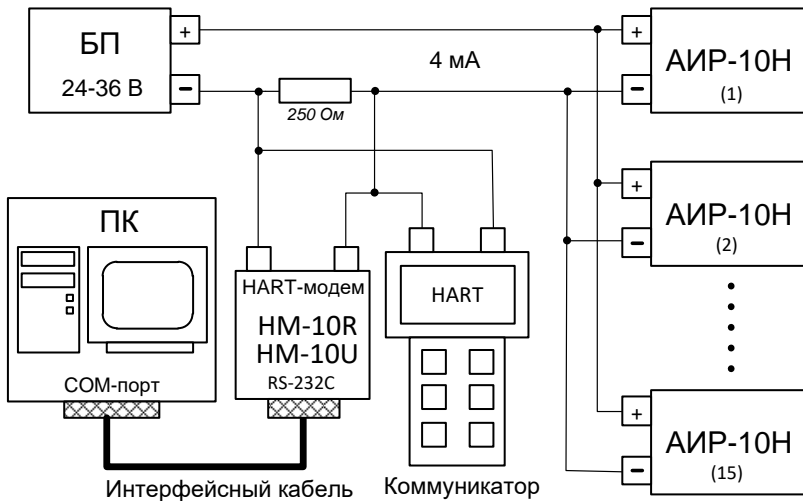 БП
24-36 В
+
−
250 Ом
4 мА
+
−
АИР-10Н
(1)
+
−
АИР-10Н
(2)
ПК
COM-порт
HART-модем
HM-10R
HM-10U
RS-232C
HART
+
−
АИР-10Н
(15)
Интерфейсный кабель
Коммуникатор